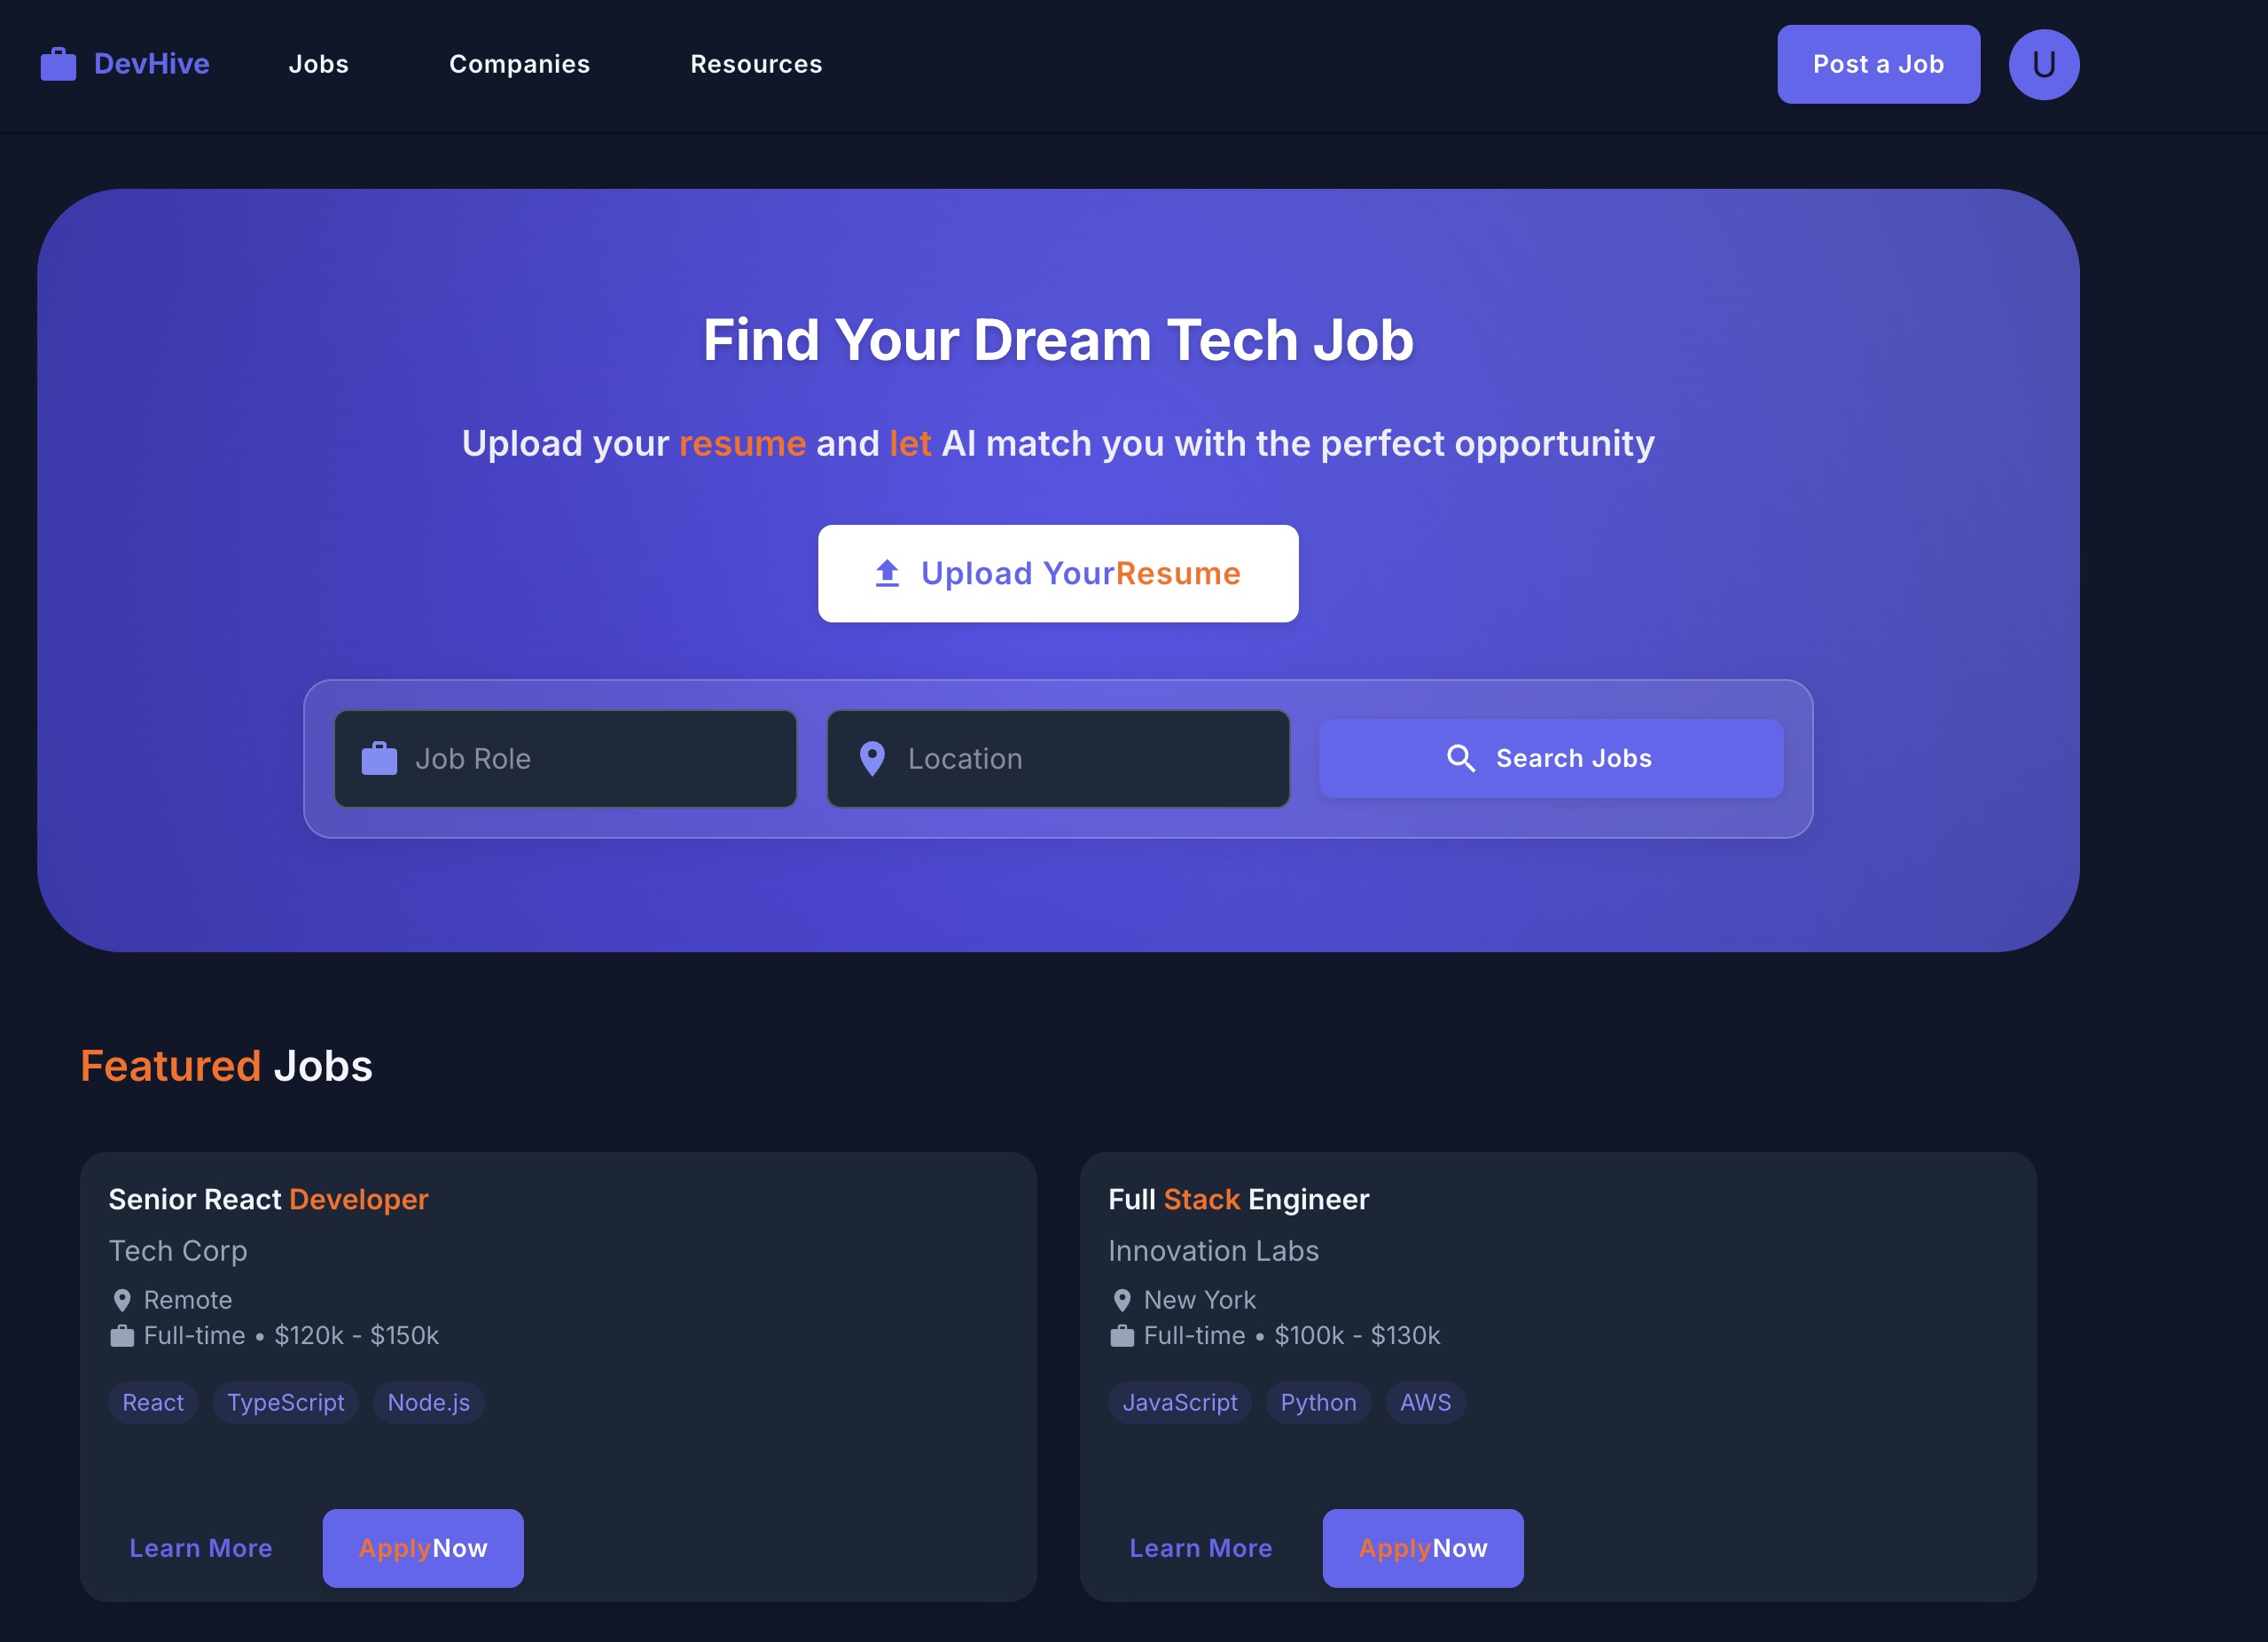 DevHive Jobs Companies Resources Post a Job U
Find Your Dream Tech Job
Upload your resume and let AI match you with the perfect opportunity
Upload YourResume
Job Role Location Search Jobs
Featured Jobs
Senior React Developer
Tech Corp
Remote
Full-time • $120k - $150k
React TypeScript Node.js
Learn More ApplyNow
Full Stack Engineer
Innovation Labs
New York
Full-time • $100k - $130k
JavaScript Python AWS
Learn More ApplyNow